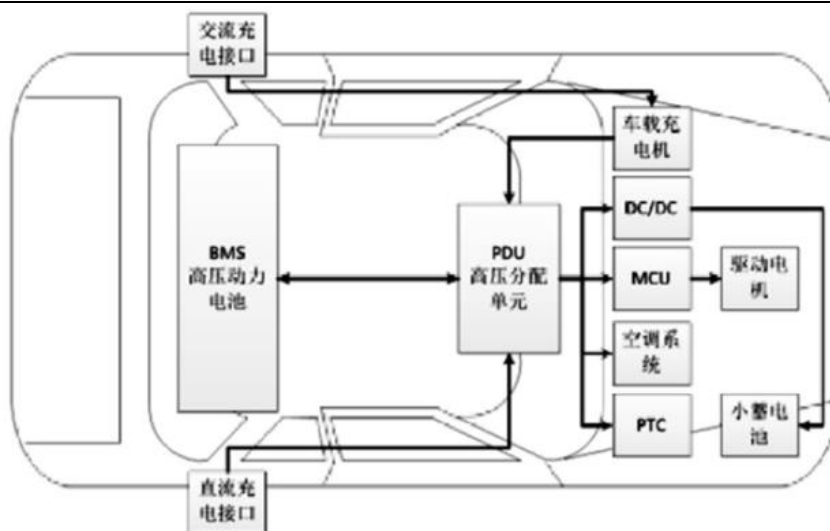 交流充
电接口
车载充
电机
DC/DC
BMS
高压动力
电池
PDU
高压分配
单元
MCU
驱动电
机
空调系
统
PTC
小蓄电
池
直流充
电接口